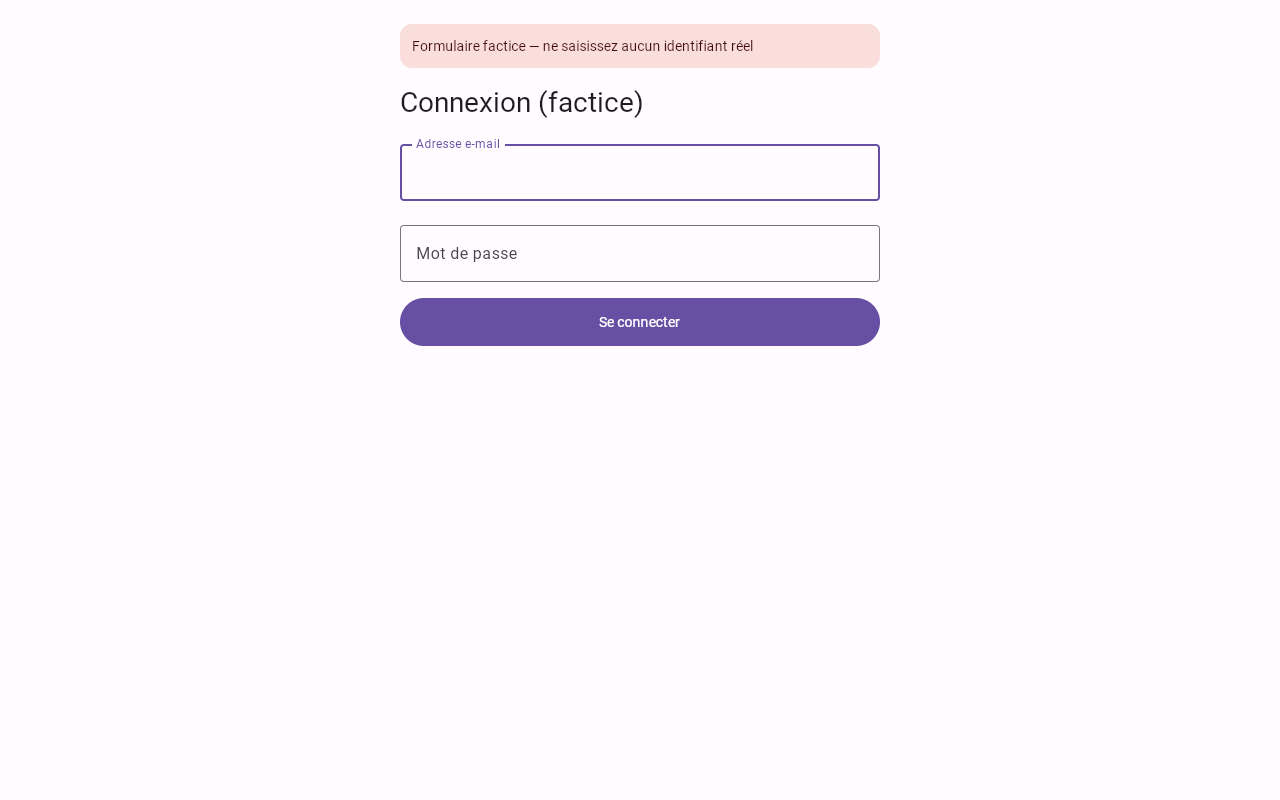 Formulaire factice — ne saisissez aucun identifiant réel
Connexion (factice)
Adresse e-mail
Mot de passe
Se connecter